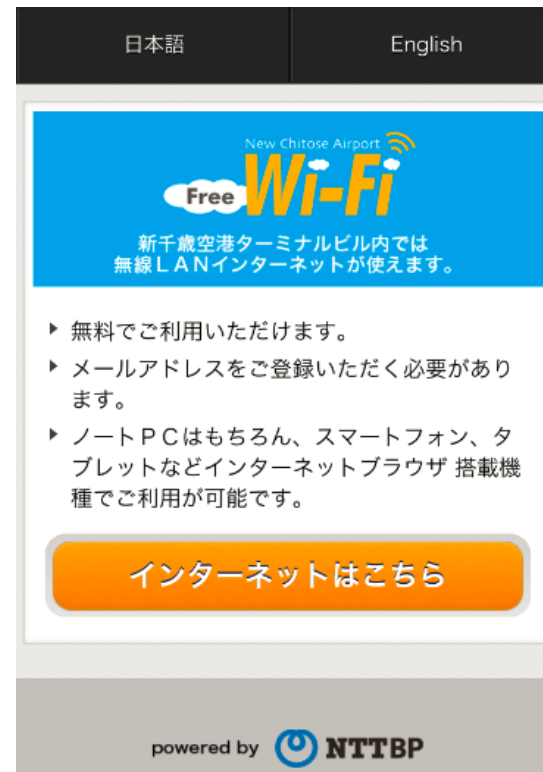 日本語
English
New Chitose Airport
Free Wi-Fi
新千歳空港ターミナルビル内では
無線ＬＡＮインターネットが使えます。
無料でご利用いただけます。
メールアドレスをご登録いただく必要があり
ます。
ノートＰＣはもちろん、スマートフォン、タ
ブレットなどインターネットブラウザ 搭載機
種でご利用が可能です。
インターネットはこちら
powered by NTTBP